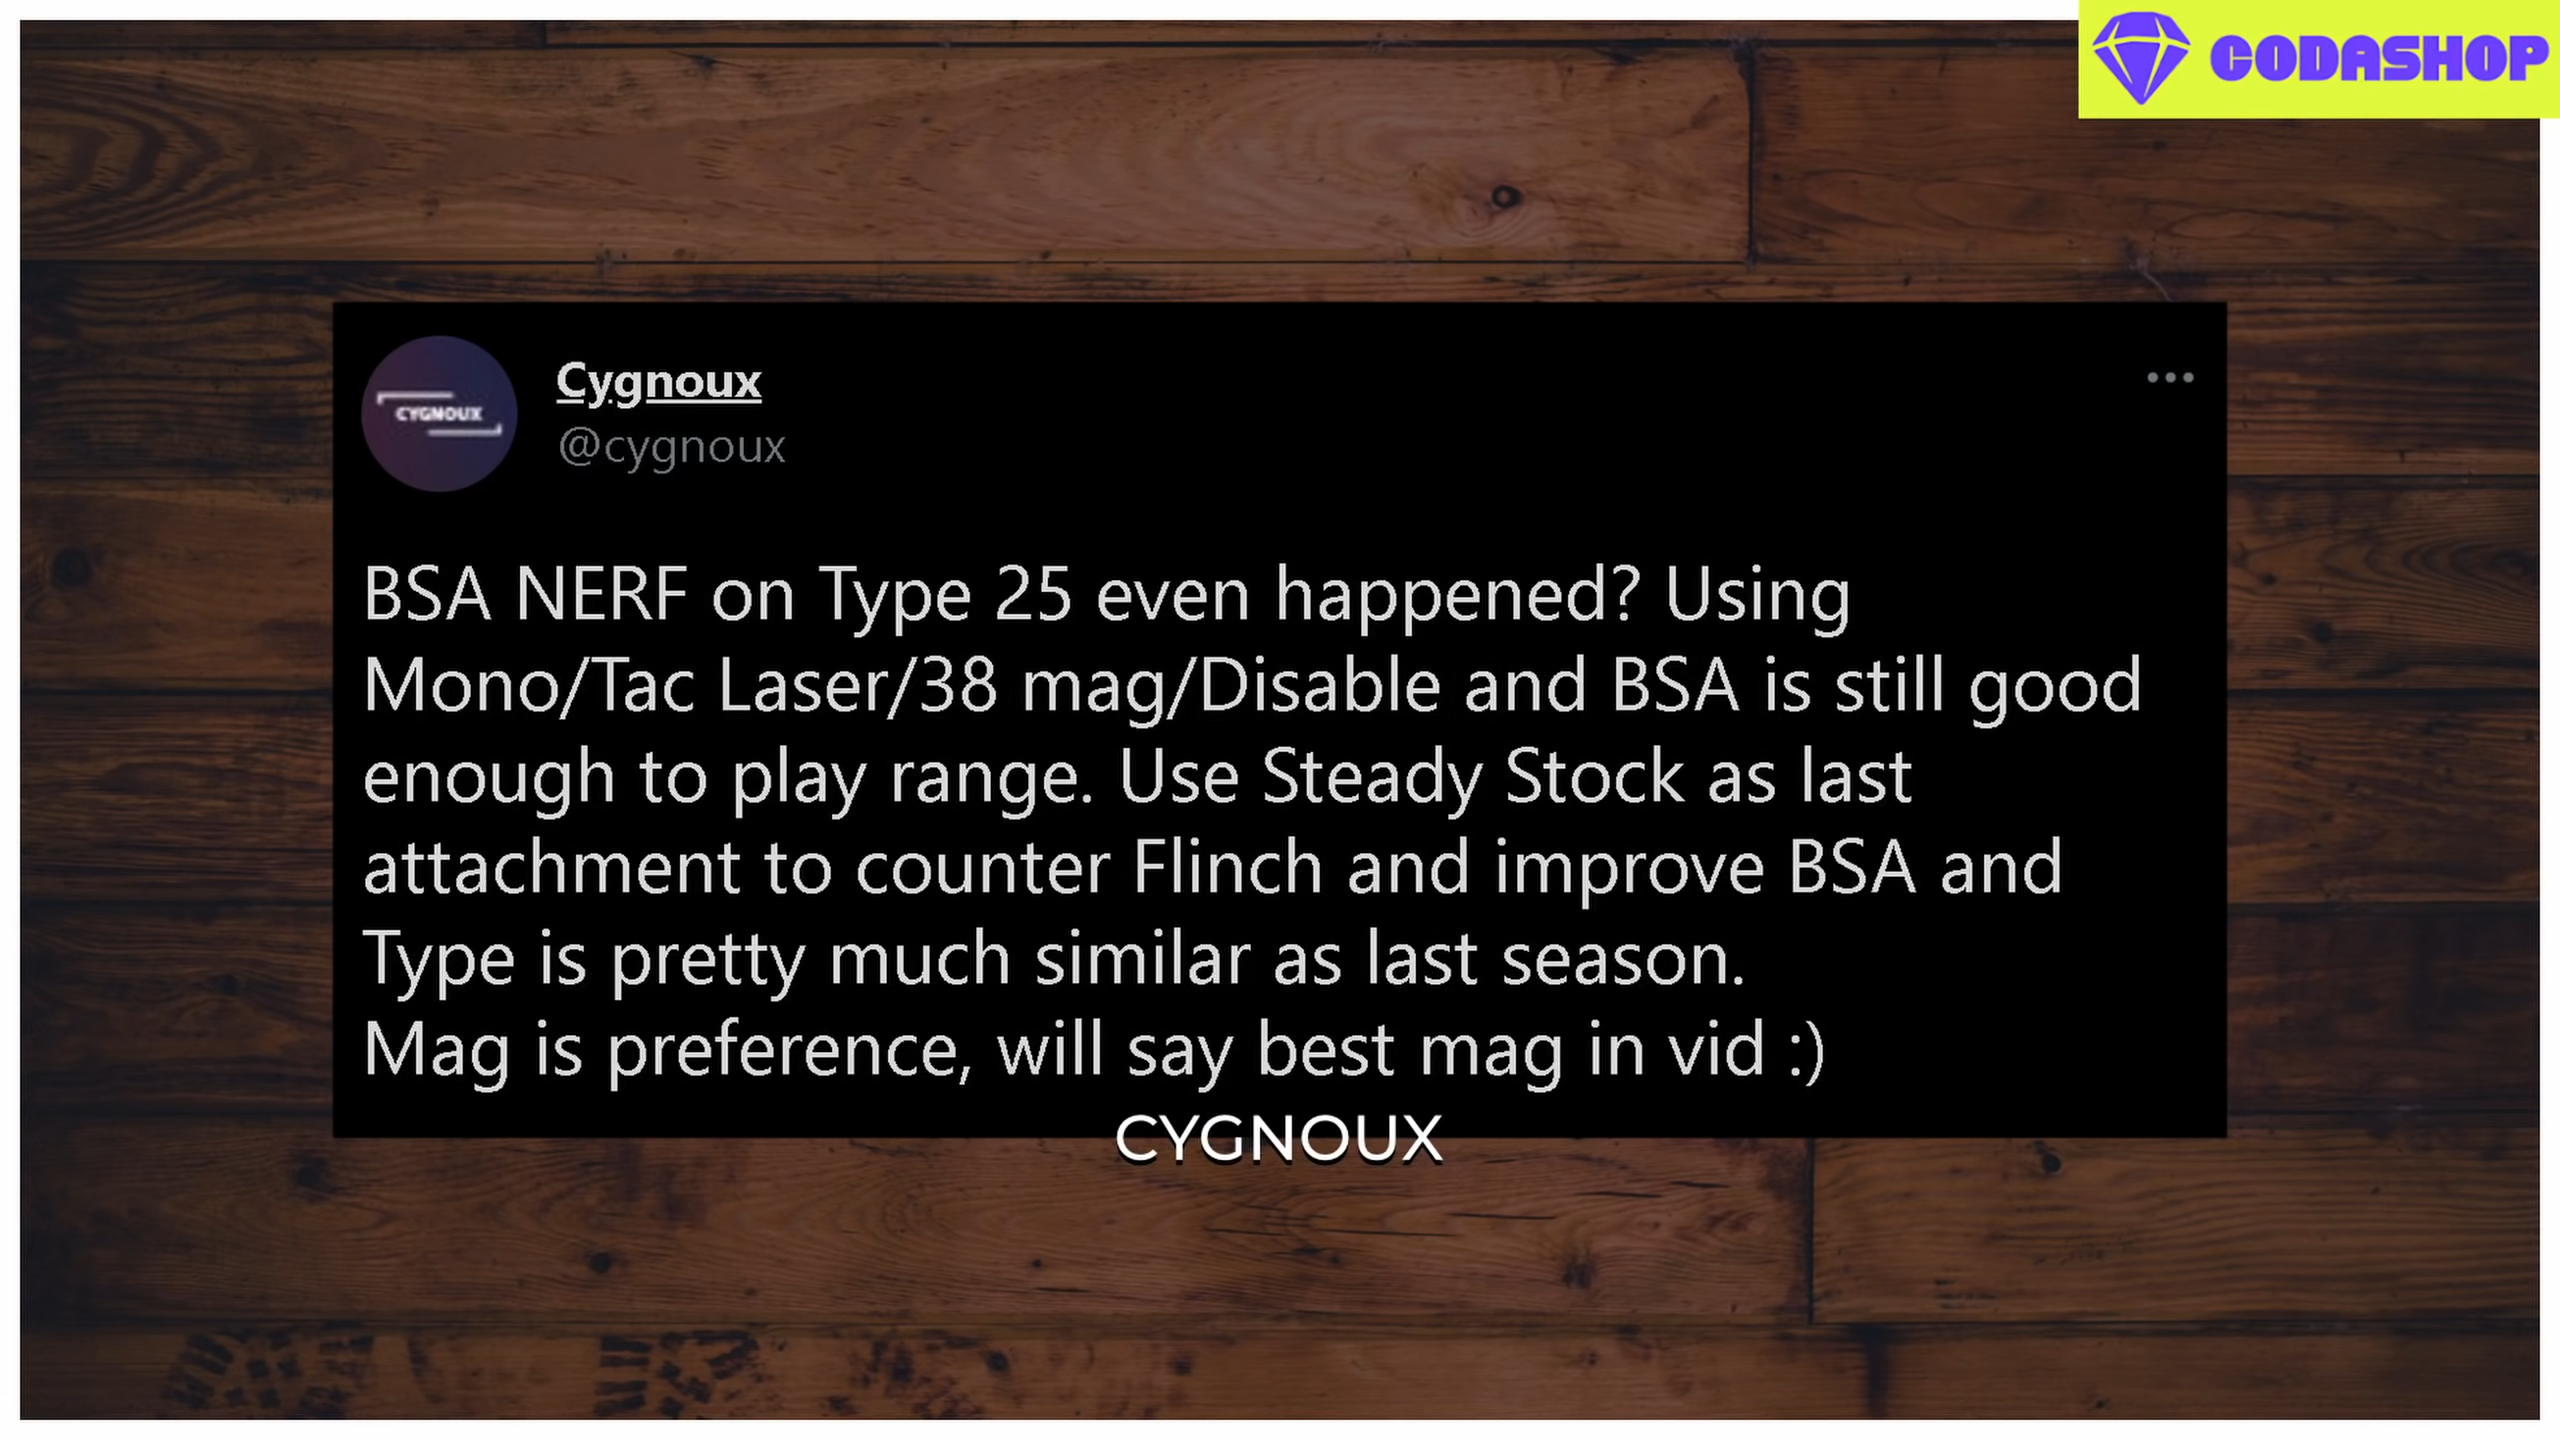 CODASHOP
CYGNOUX
Cygnoux
@cygnoux
BSA NERF on Type 25 even happened? Using
Mono/Tac Laser/38 mag/Disable and BSA is still good
enough to play range. Use Steady Stock as last
attachment to counter Flinch and improve BSA and
Type is pretty much similar as last season.
Mag is preference, will say best mag in vid :)
CYGNOUX